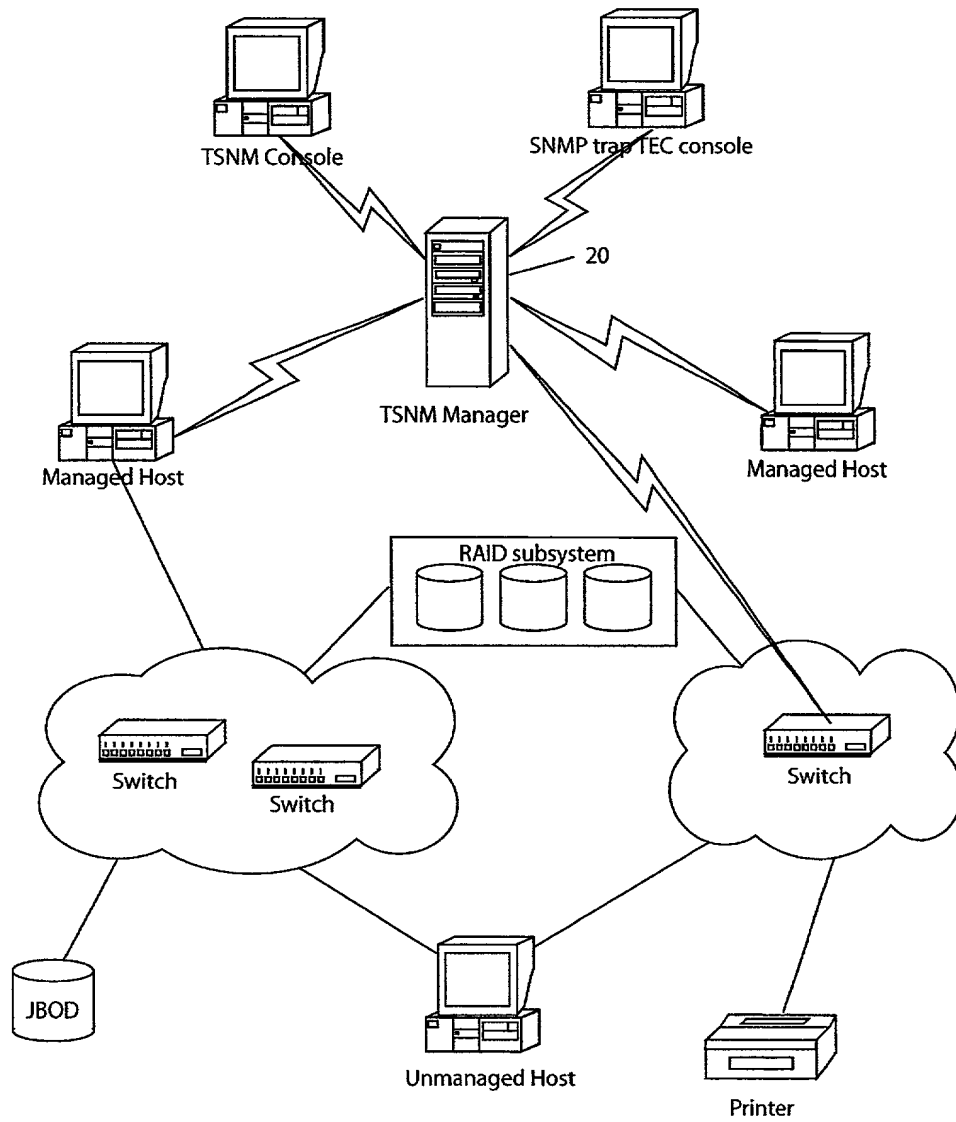 TSNM Console
SNMP trap TEC console
20
TSNM Manager
Managed Host
Managed Host
RAID subsystem
Switch
Switch
Switch
JBOD
Unmanaged Host
Printer